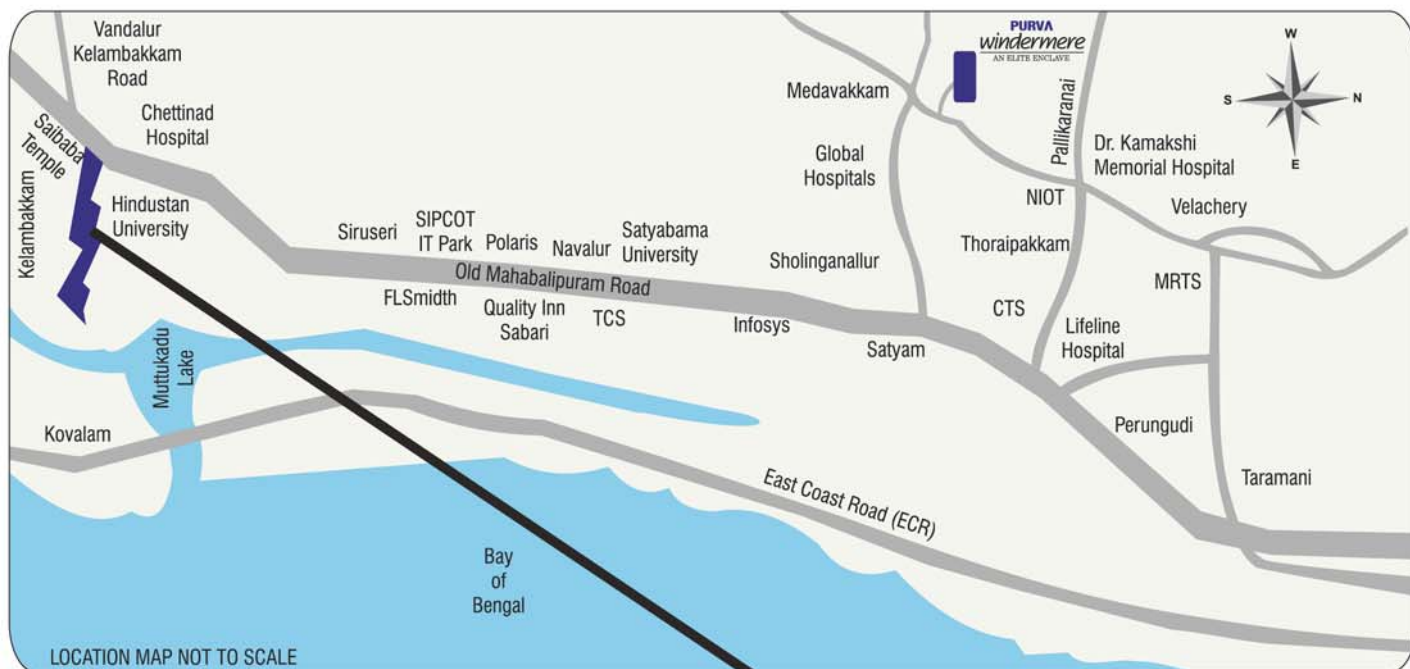 Vandalur
Kelambakkam
Road
Chettinad
Hospital
Saibaba
Temple
Kelambakkam
Hindustan
University
Siruseri
SIPCOT
IT Park
Polaris
Navalur
Satyabama
University
Old Mahabalipuram Road
FLSmidth
Quality Inn
Sabari
TCS
Infosys
Sholinganallur
Satyam
Medavakkam
Global
Hospitals
PURVA
windermere
AN ELITE ENCLAVE
Pallikaranai
NIOT
Dr. Kamakshi
Memorial Hospital
Velachery
Thoraipakkam
CTS
MRTS
Lifeline
Hospital
Perungudi
Taramani
W
S
N
E
Muttukadu
Lake
Kovalam
East Coast Road (ECR)
Bay
of
Bengal
LOCATION MAP NOT TO SCALE